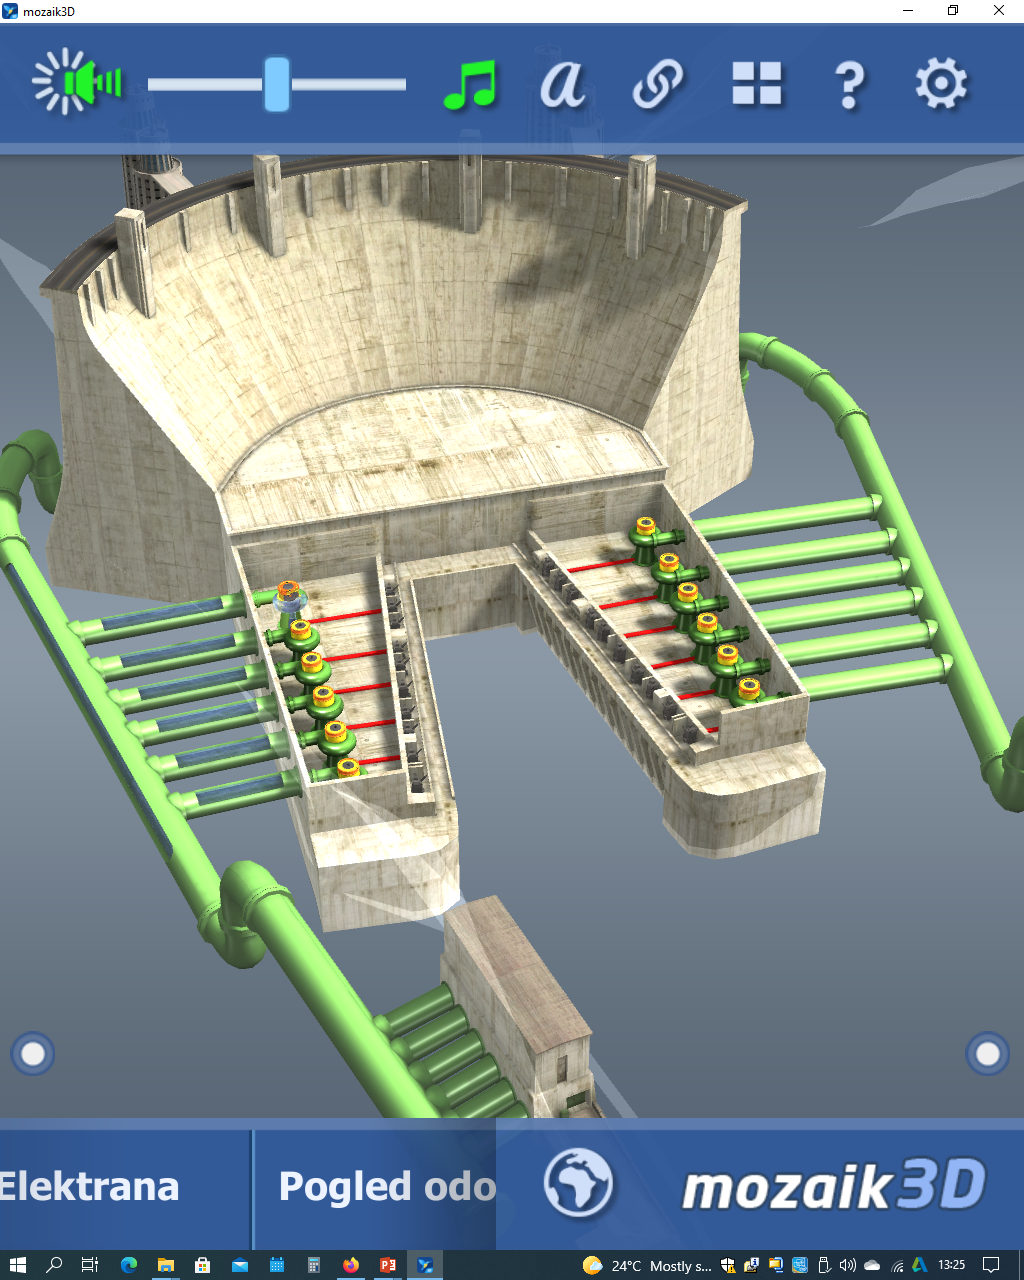 mozaik3D
a
?
Elektrana
Pogled odo
mozaik3D
24°C Mostly s...
13:25